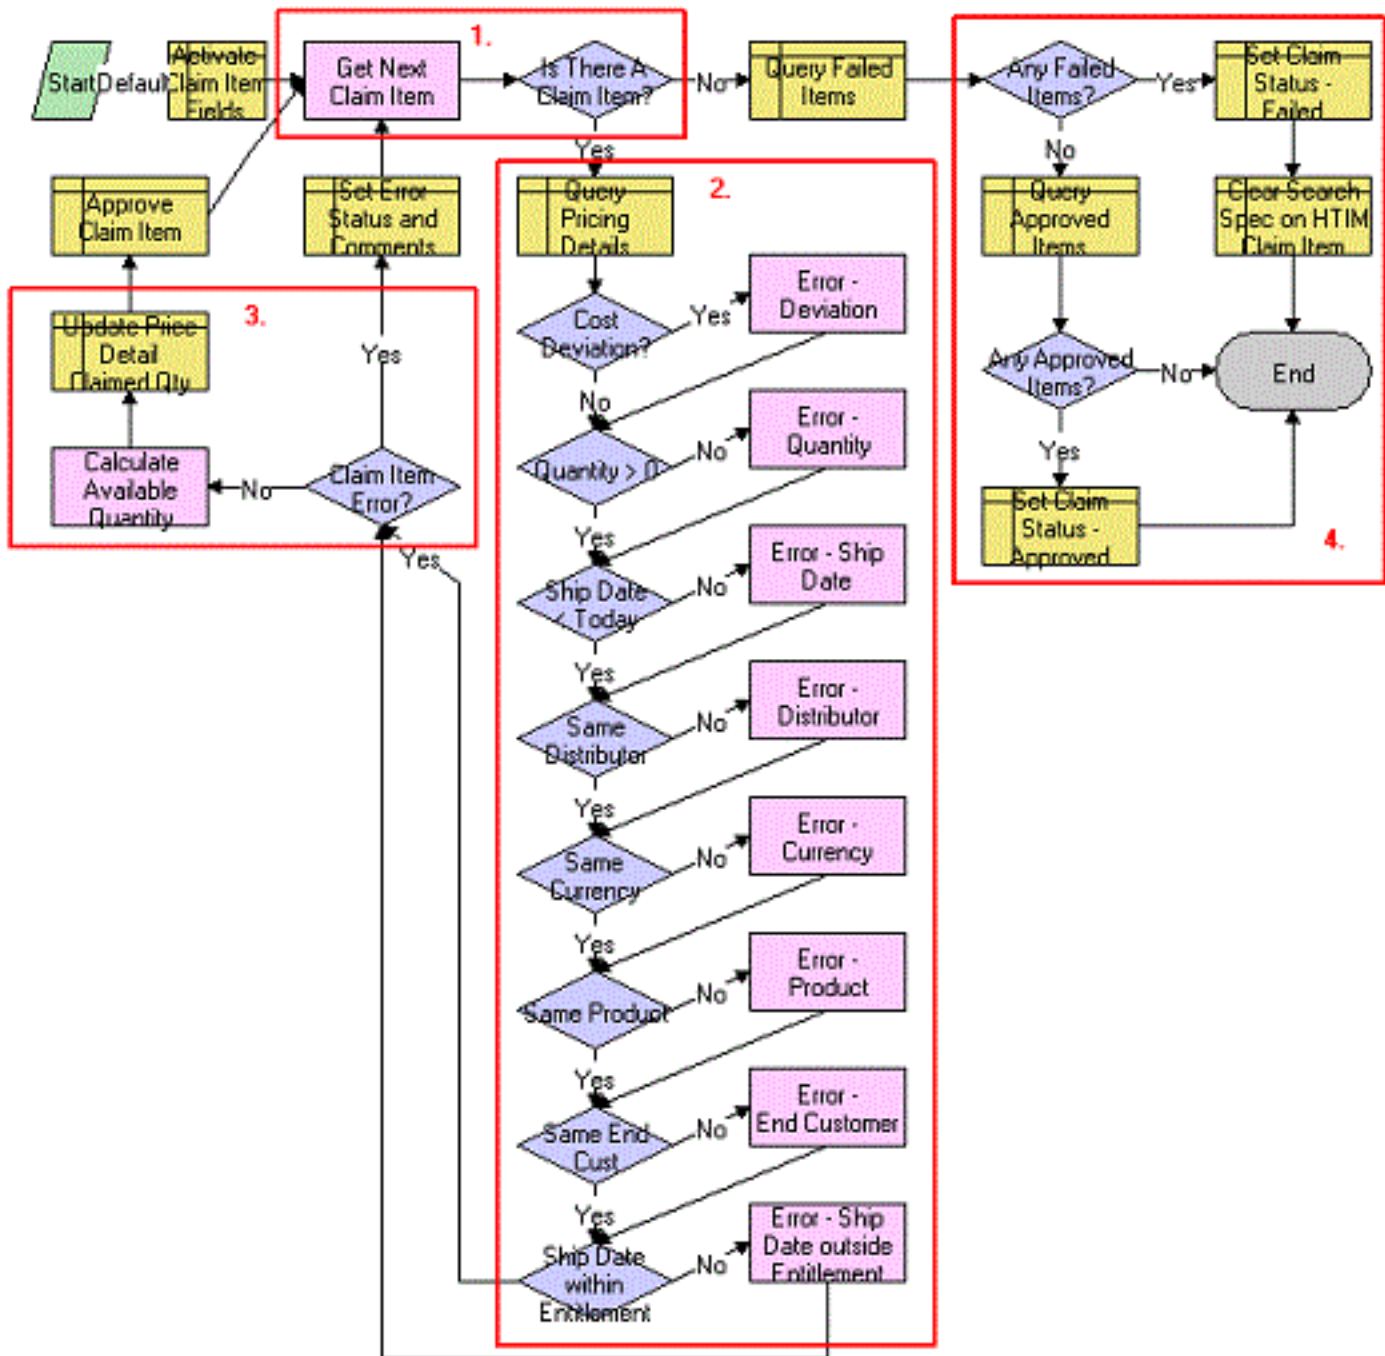 1.
Start
Default
Activate
Claim Item
Fields
Get Next
Claim Item
Is There A
Claim Item?
No
Query Failed
Items
Any Failed
Items?
Yes
Set Claim
Status -
Failed
Yes
No
Approve
Claim Item
Set Error
Status and
Comments
Query
Pricing
Details
2.
Query
Approved
Items
Clear Search
Spec on HTIM
Claim Item
Error -
Deviation
3.
Update Price
Detail
Claimed Qty
Yes
Cost
Deviation?
Yes
No
Any Approved
Items?
No
End
Error -
Quantity
Calculate
Available
Quantity
No
Claim Item
Error?
Quantity > 0
No
Yes
Yes
Set Claim
Status -
Approved
4.
Yes
Error - Ship
Date
Ship Date
< Today
No
Yes
Error -
Distributor
Same
Distributor
No
Yes
Error -
Currency
Same
Currency
No
Yes
Error -
Product
Same Product
No
Yes
Error -
End Customer
Same End
Cust
No
Yes
Error - Ship
Date outside
Entitlement
Ship Date
within
Entitlement
No